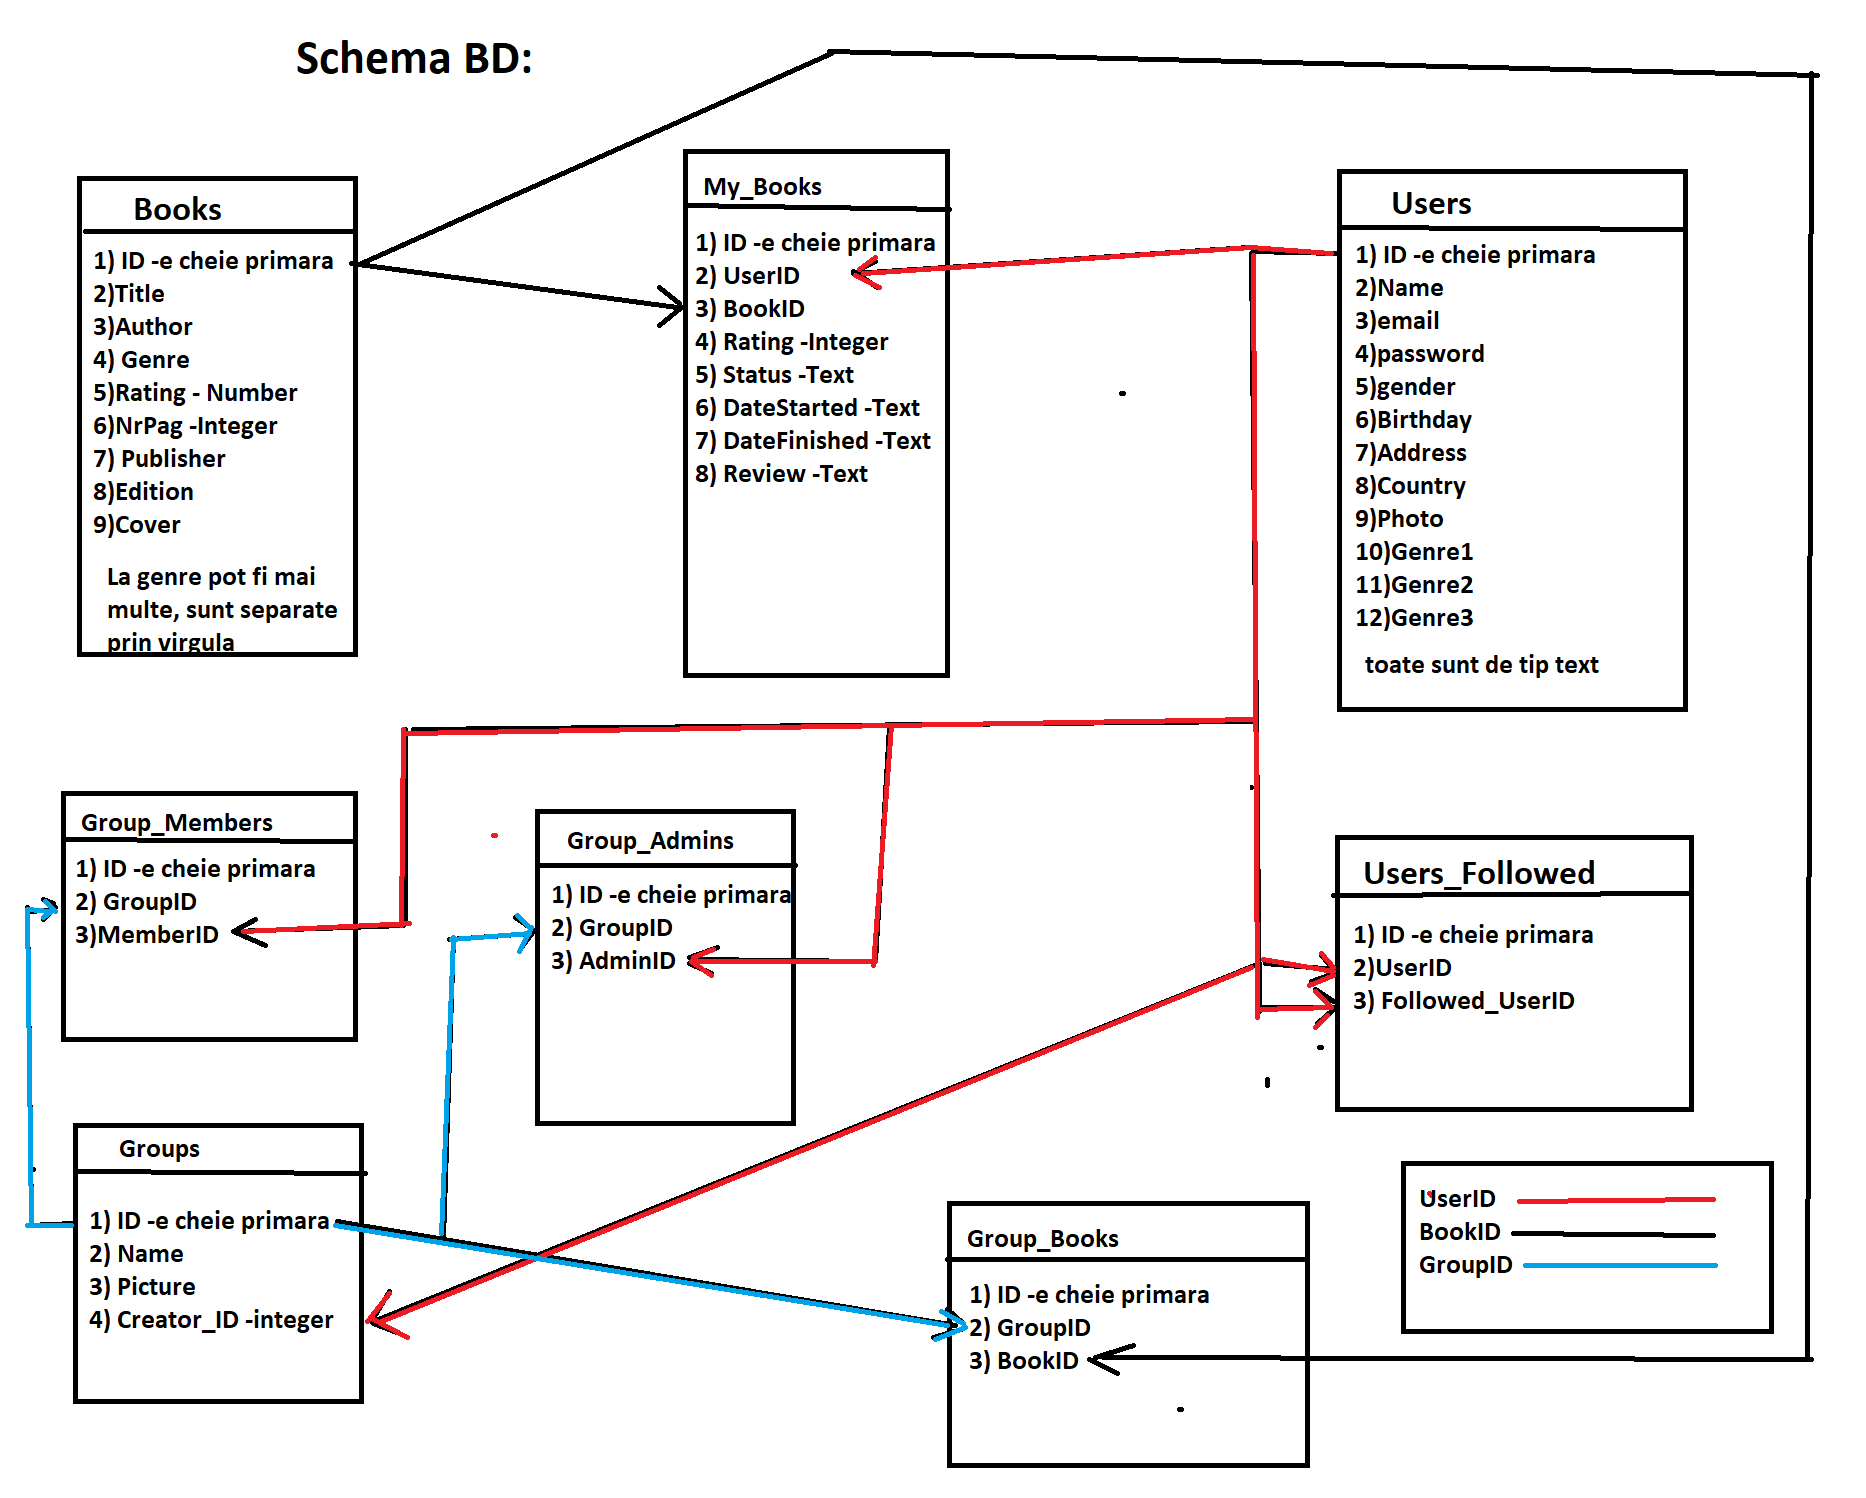 Schema BD:
Books
1) ID -e cheie primara
2)Title
3)Author
4) Genre
5)Rating - Number
6)NrPag -Integer
7) Publisher
8)Edition
9)Cover
La genre pot fi mai
multe, sunt separate
prin virgula
My_Books
1) ID -e cheie primara
2) UserID
3) BookID
4) Rating -Integer
5) Status -Text
6) DateStarted -Text
7) DateFinished -Text
8) Review -Text
Users
1) ID -e cheie primara
2)Name
3)email
4)password
5)gender
6)Birthday
7)Address
8)Country
9)Photo
10)Genre1
11)Genre2
12)Genre3
toate sunt de tip text
Group_Members
1) ID -e cheie primara
2) GroupID
3)MemberID
Group_Admins
1) ID -e cheie primara
2) GroupID
3) AdminID
Users_Followed
1) ID -e cheie primara
2)UserID
3) Followed_UserID
Groups
1) ID -e cheie primara
2) Name
3) Picture
4) Creator_ID -integer
Group_Books
1) ID -e cheie primara
2) GroupID
3) BookID
UserID
BookID
GroupID